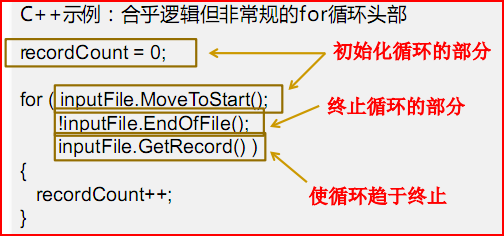 C++示例：合乎逻辑但非常规的for循环头部
recordCount = 0;
初始化循环的部分
for ( inputFile.MoveToStart();
!inputFile.EndOfFile();
终止循环的部分
inputFile.GetRecord() )
{
使循环趋于终止
recordCount++;
}